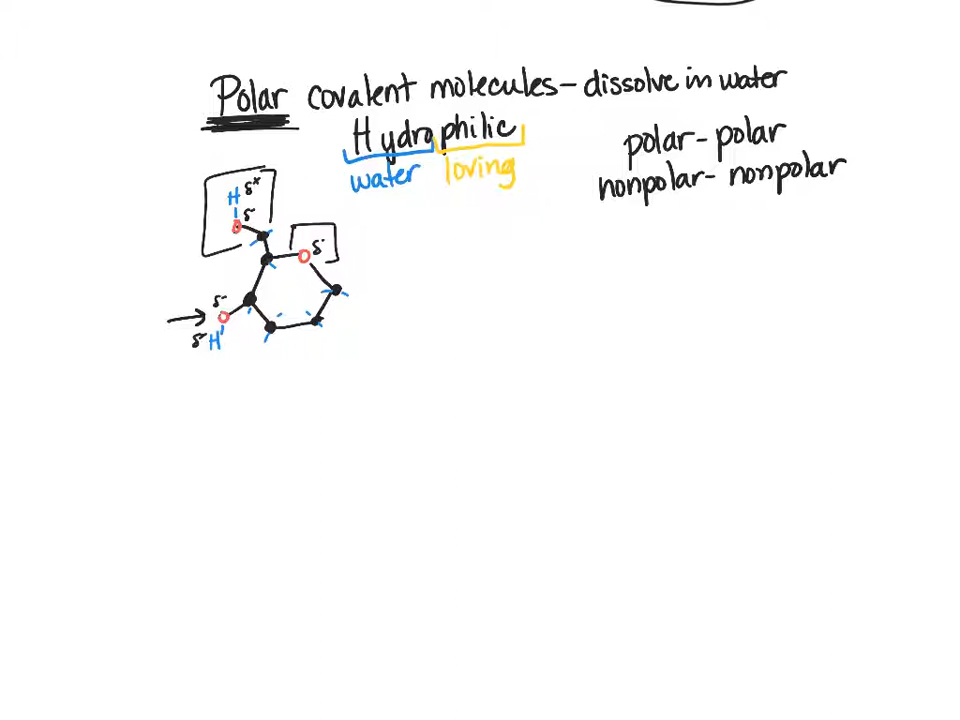 Polar covalent molecules - dissolve in water
Hydrophilic
water loving
polar - polar
nonpolar - nonpolar
H δ+
O δ-
O δ-
δ-
O
δ- H